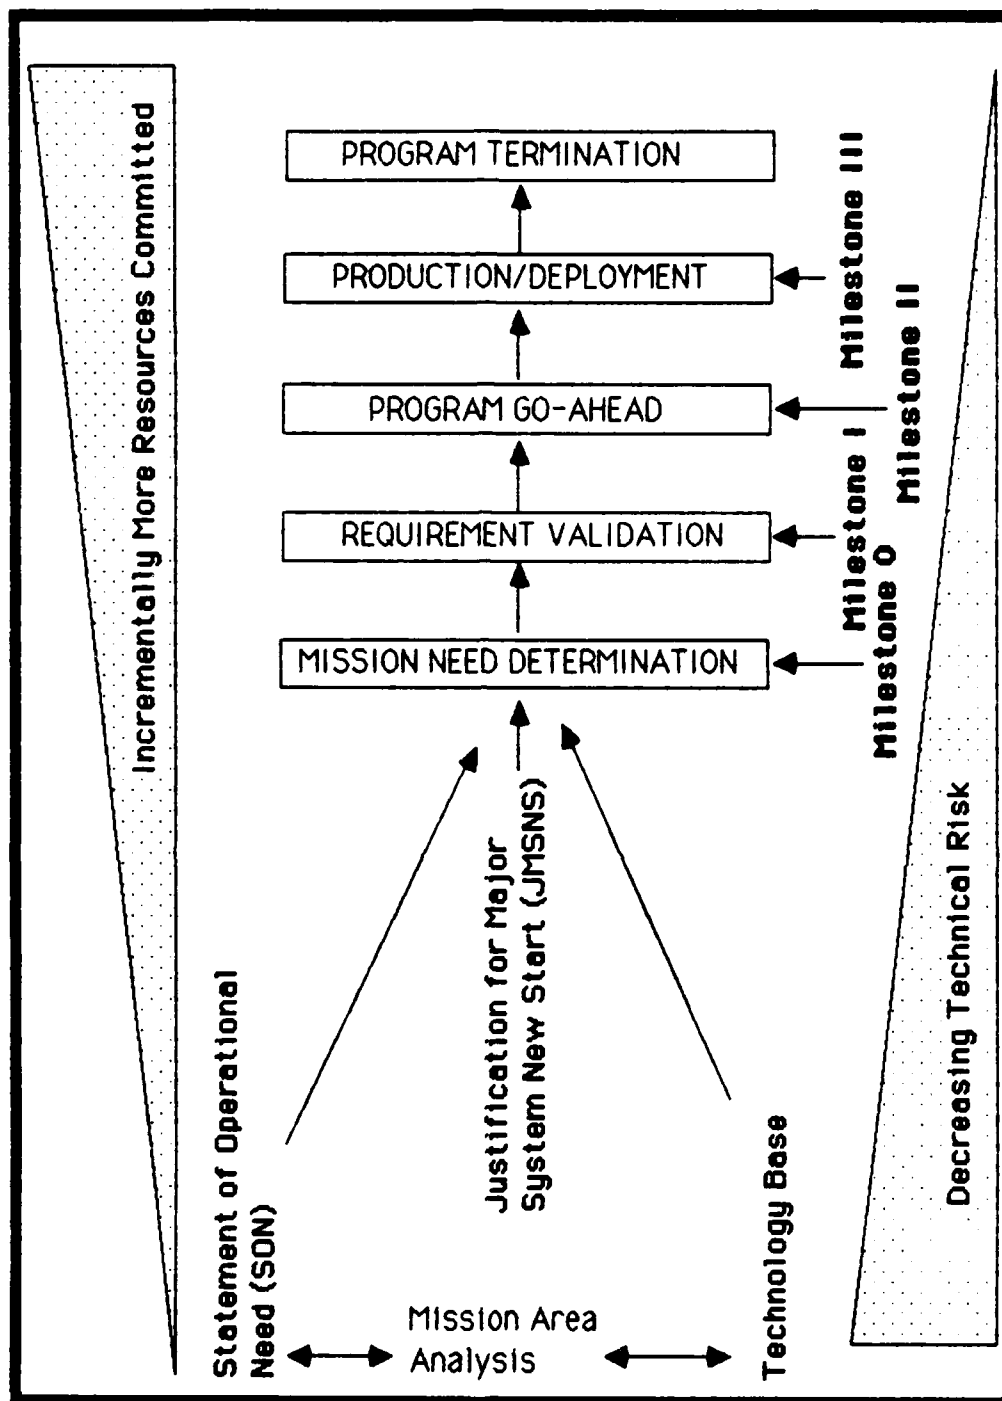 Incrementally More Resources Committed
PROGRAM TERMINATION
PRODUCTION/DEPLOYMENT
PROGRAM GO-AHEAD
REQUIREMENT VALIDATION
MISSION NEED DETERMINATION
Milestone III
Milestone II
Milestone I
Milestone 0
Statement of Operational
Need (SON)
Justification for Major
System New Start (JMSNS)
Mission Area
Analysis
Technology Base
Decreasing Technical Risk